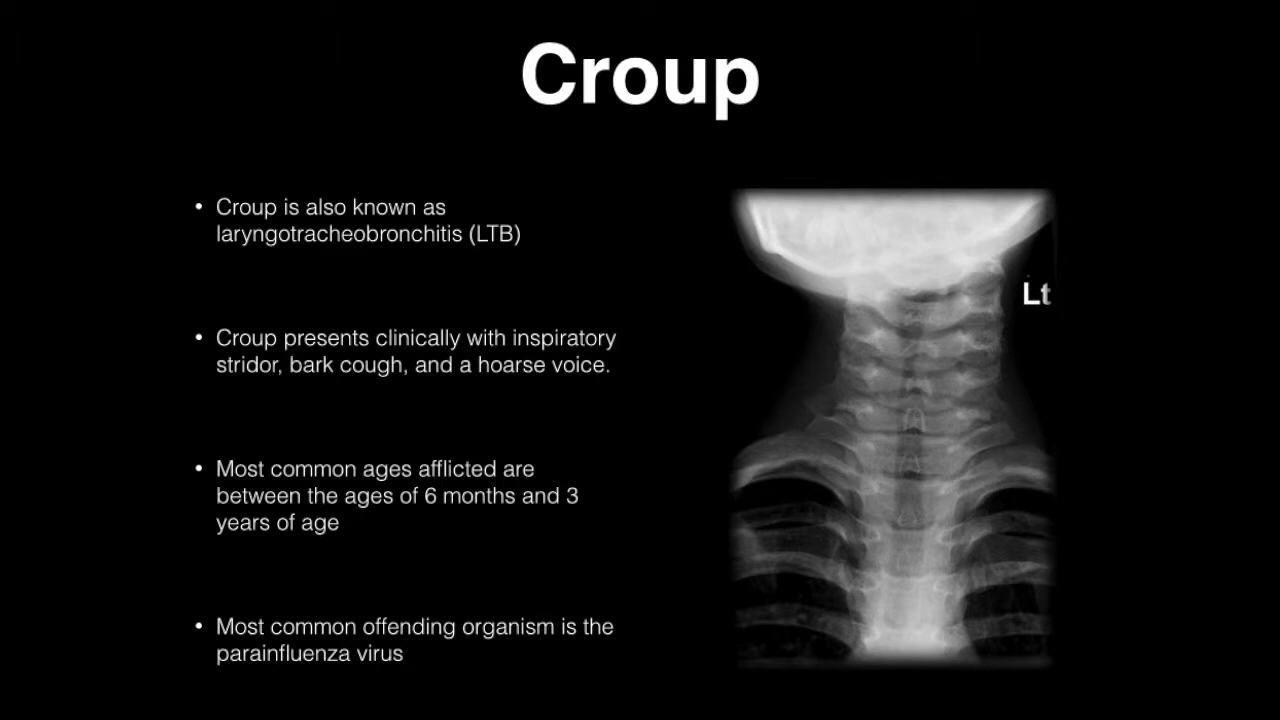 Croup
• Croup is also known as
laryngotracheobronchitis (LTB)
• Croup presents clinically with inspiratory
stridor, bark cough, and a hoarse voice.
• Most common ages afflicted are
between the ages of 6 months and 3
years of age
• Most common offending organism is the
parainfluenza virus
Lt